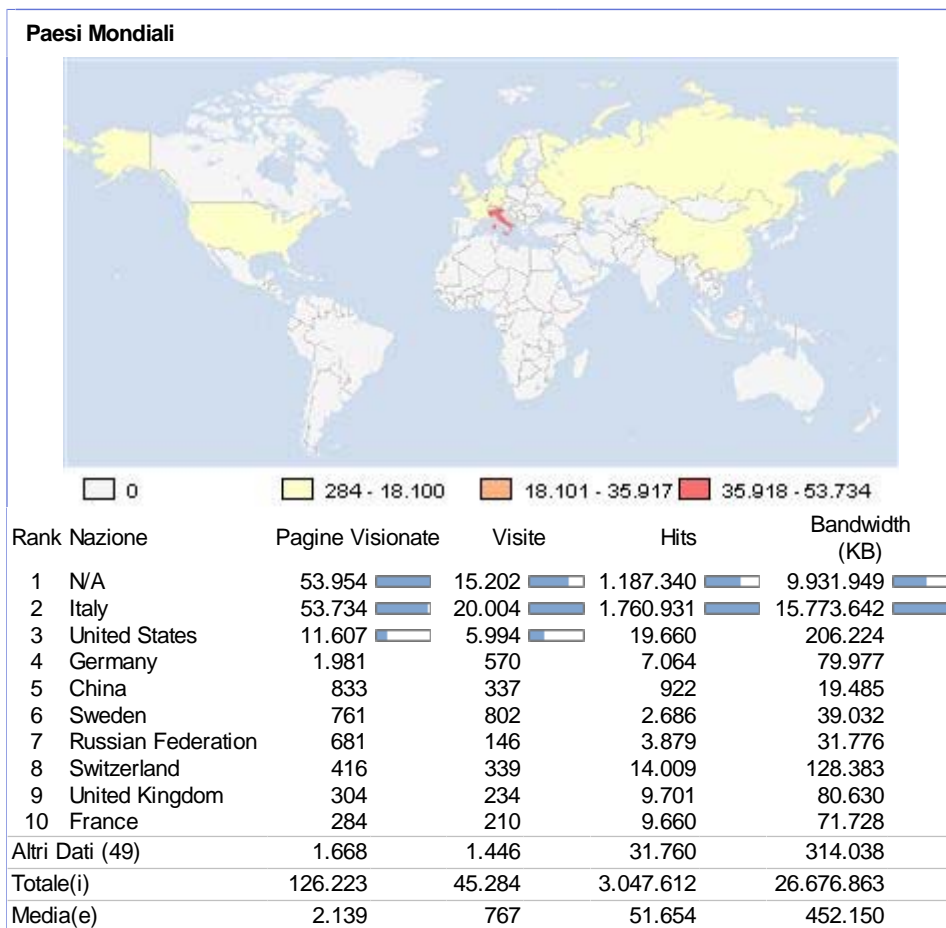 Paesi Mondiali
0 284 - 18.100 18.101 - 35.917 35.918 - 53.734
Rank Nazione Pagine Visionate Visite Hits Bandwidth (KB)
1 N/A 53.954 15.202 1.187.340 9.931.949
2 Italy 53.734 20.004 1.760.931 15.773.642
3 United States 11.607 5.994 19.660 206.224
4 Germany 1.981 570 7.064 79.977
5 China 833 337 922 19.485
6 Sweden 761 802 2.686 39.032
7 Russian Federation 681 146 3.879 31.776
8 Switzerland 416 339 14.009 128.383
9 United Kingdom 304 234 9.701 80.630
10 France 284 210 9.660 71.728
Altri Dati (49) 1.668 1.446 31.760 314.038
Totale(i) 126.223 45.284 3.047.612 26.676.863
Media(e) 2.139 767 51.654 452.150